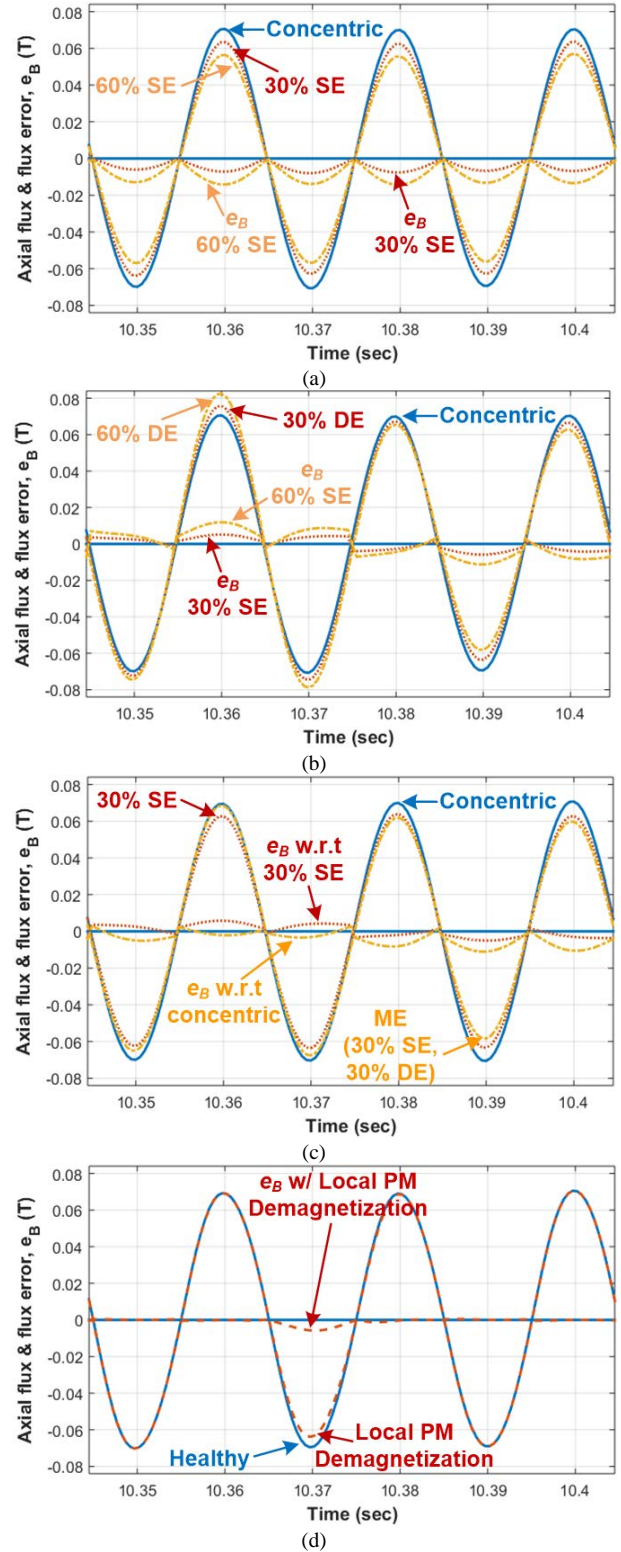 0.08
0.06
0.04
0.02
0
-0.02
-0.04
-0.06
-0.08
Axial flux & flux error, e_B (T)
Concentric
60% SE
30% SE
e_B
60% SE
e_B
30% SE
10.35 10.36 10.37 10.38 10.39 10.4
Time (sec)
(a)
0.08
0.06
0.04
0.02
0
-0.02
-0.04
-0.06
-0.08
Axial flux & flux error, e_B (T)
60% DE
30% DE
Concentric
e_B
60% SE
e_B
30% SE
10.35 10.36 10.37 10.38 10.39 10.4
Time (sec)
(b)
0.08
0.06
0.04
0.02
0
-0.02
-0.04
-0.06
-0.08
Axial flux & flux error, e_B (T)
30% SE
Concentric
e_B w.r.t
30% SE
e_B w.r.t
concentric
ME
(30% SE,
30% DE)
10.35 10.36 10.37 10.38 10.39 10.4
Time (sec)
(c)
0.08
0.06
0.04
0.02
0
-0.02
-0.04
-0.06
-0.08
Axial flux & flux error, e_B (T)
e_B w/ Local PM
Demagnetization
Healthy
Local PM
Demagnetization
10.35 10.36 10.37 10.38 10.39 10.4
Time (sec)
(d)